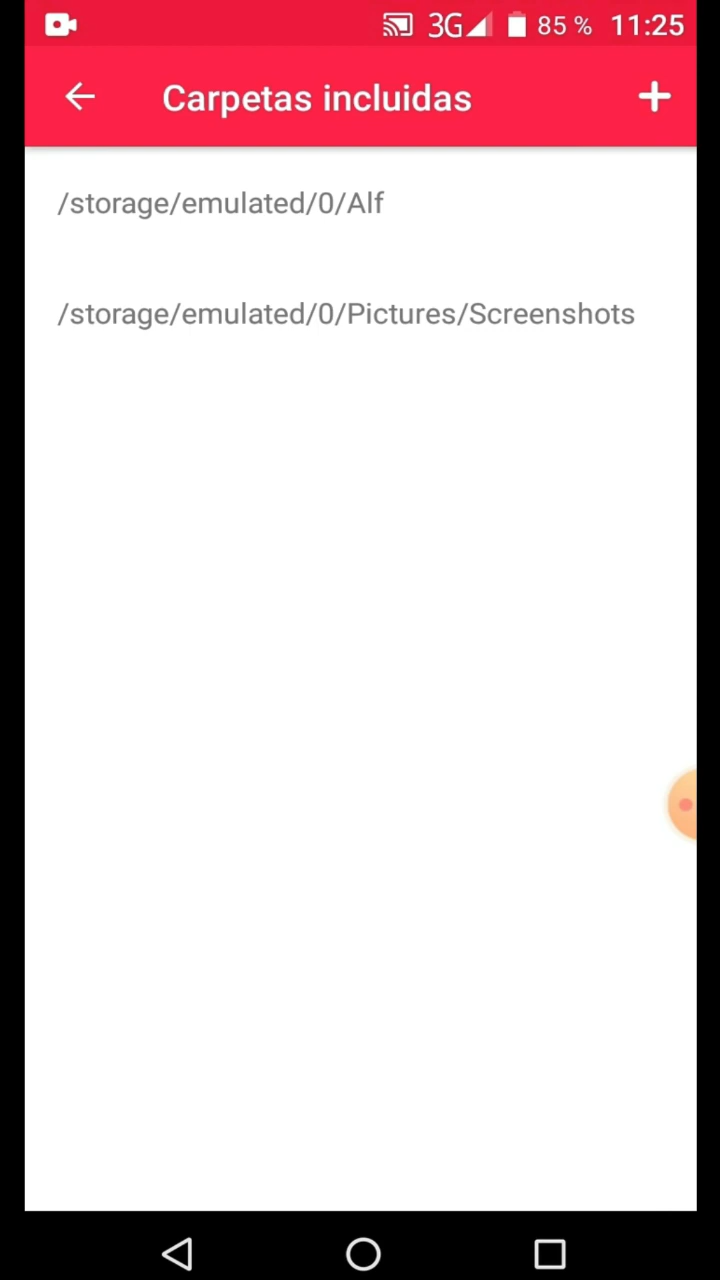 3G 85 % 11:25
Carpetas incluidas
/storage/emulated/0/Alf
/storage/emulated/0/Pictures/Screenshots